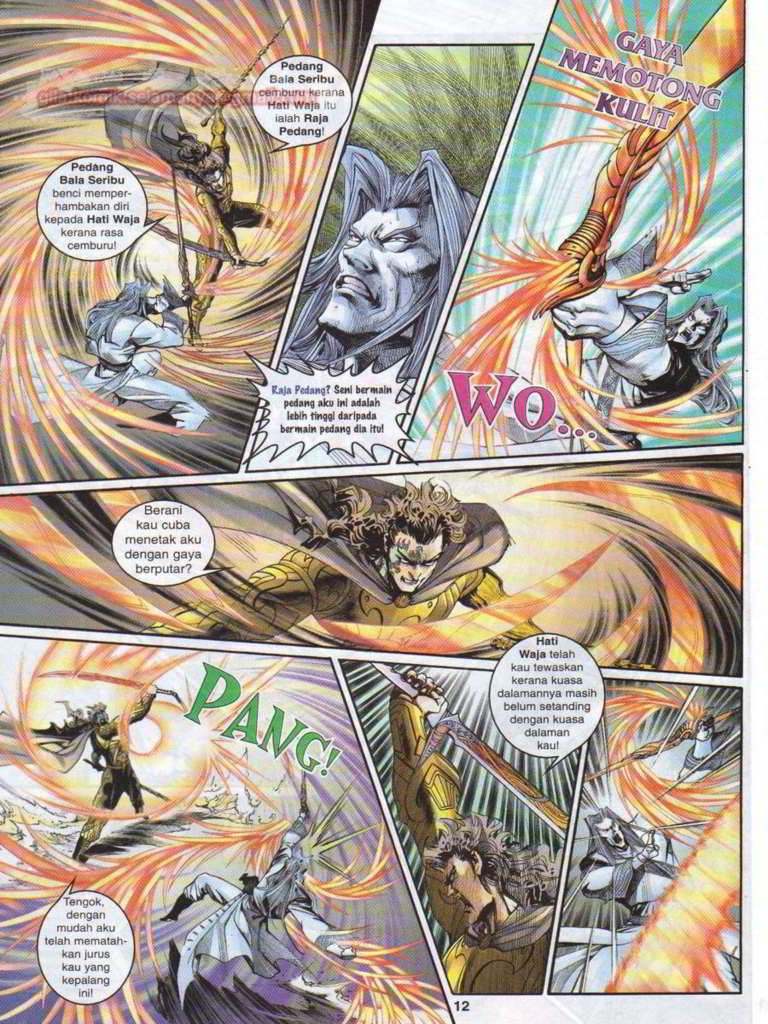 Pedang
Bala Seribu
cemburu kerana
Hati Waja itu
ialah Raja
Pedang!
Pedang
Bala Seribu
benci memper-
hambakan diri
kepada Hati Waja
kerana rasa
cemburu!
Raja Pedang? Seni bermain
pedang aku ini adalah
lebih tinggi daripada
bermain pedang dia itu!
GAYA
MEMOTONG
KULIT
WO...
Berani
kau cuba
menetak aku
dengan gaya
berputar?
PANG!
Tengok,
dengan
mudah aku
telah mematah-
kan jurus
kau yang
kepalang
ini!
Hati
Waja telah
kau tewaskan
kerana kuasa
dalamannya masih
belum setanding
dengan kuasa
dalaman
kau!
12